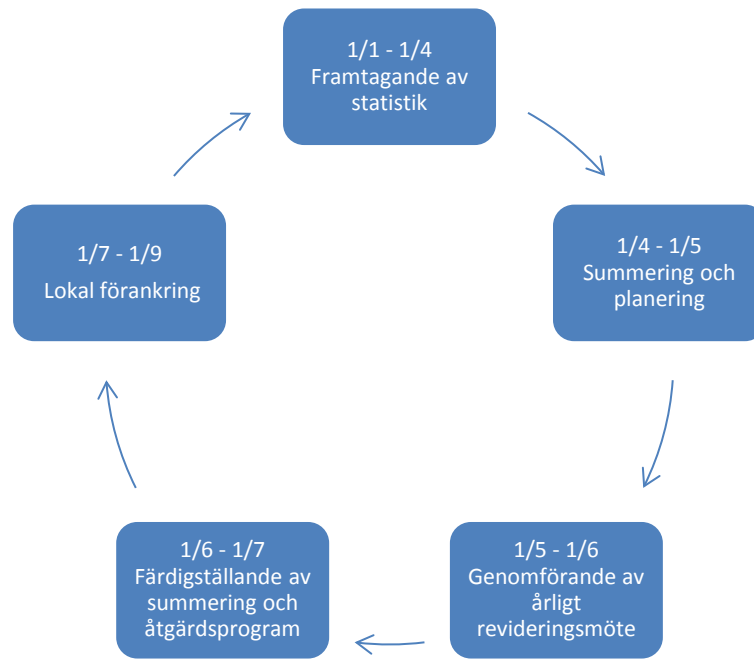 1/1 - 1/4
Framtagande av
statistik
1/4 - 1/5
Summering och
planering
1/5 - 1/6
Genomförande av
årligt
revideringsmöte
1/6 - 1/7
Färdigställande av
summering och
åtgärdsprogram
1/7 - 1/9
Lokal förankring